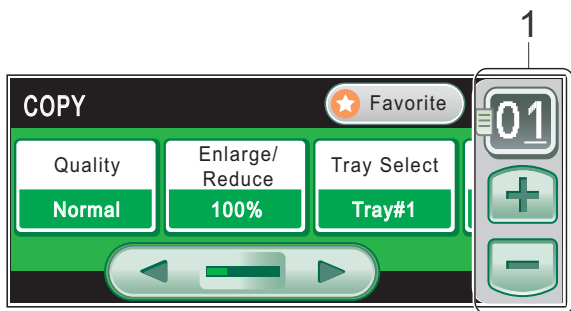 1
COPY
Favorite
01
Quality
Normal
Enlarge/
Reduce
100%
Tray Select
Tray#1
+
-